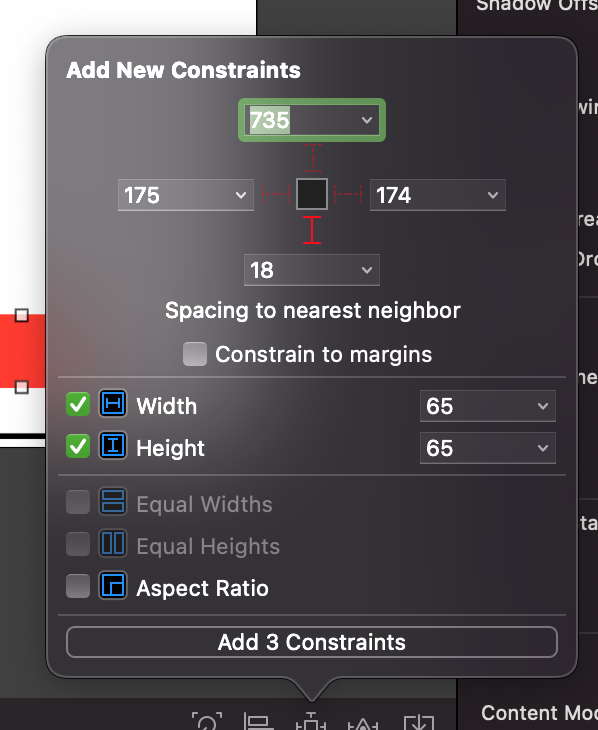 Shadow Offs
Add New Constraints
735
175
174
18
Spacing to nearest neighbor
Constrain to margins
Width
65
Height
65
Equal Widths
Equal Heights
Aspect Ratio
Add 3 Constraints
Content Mod